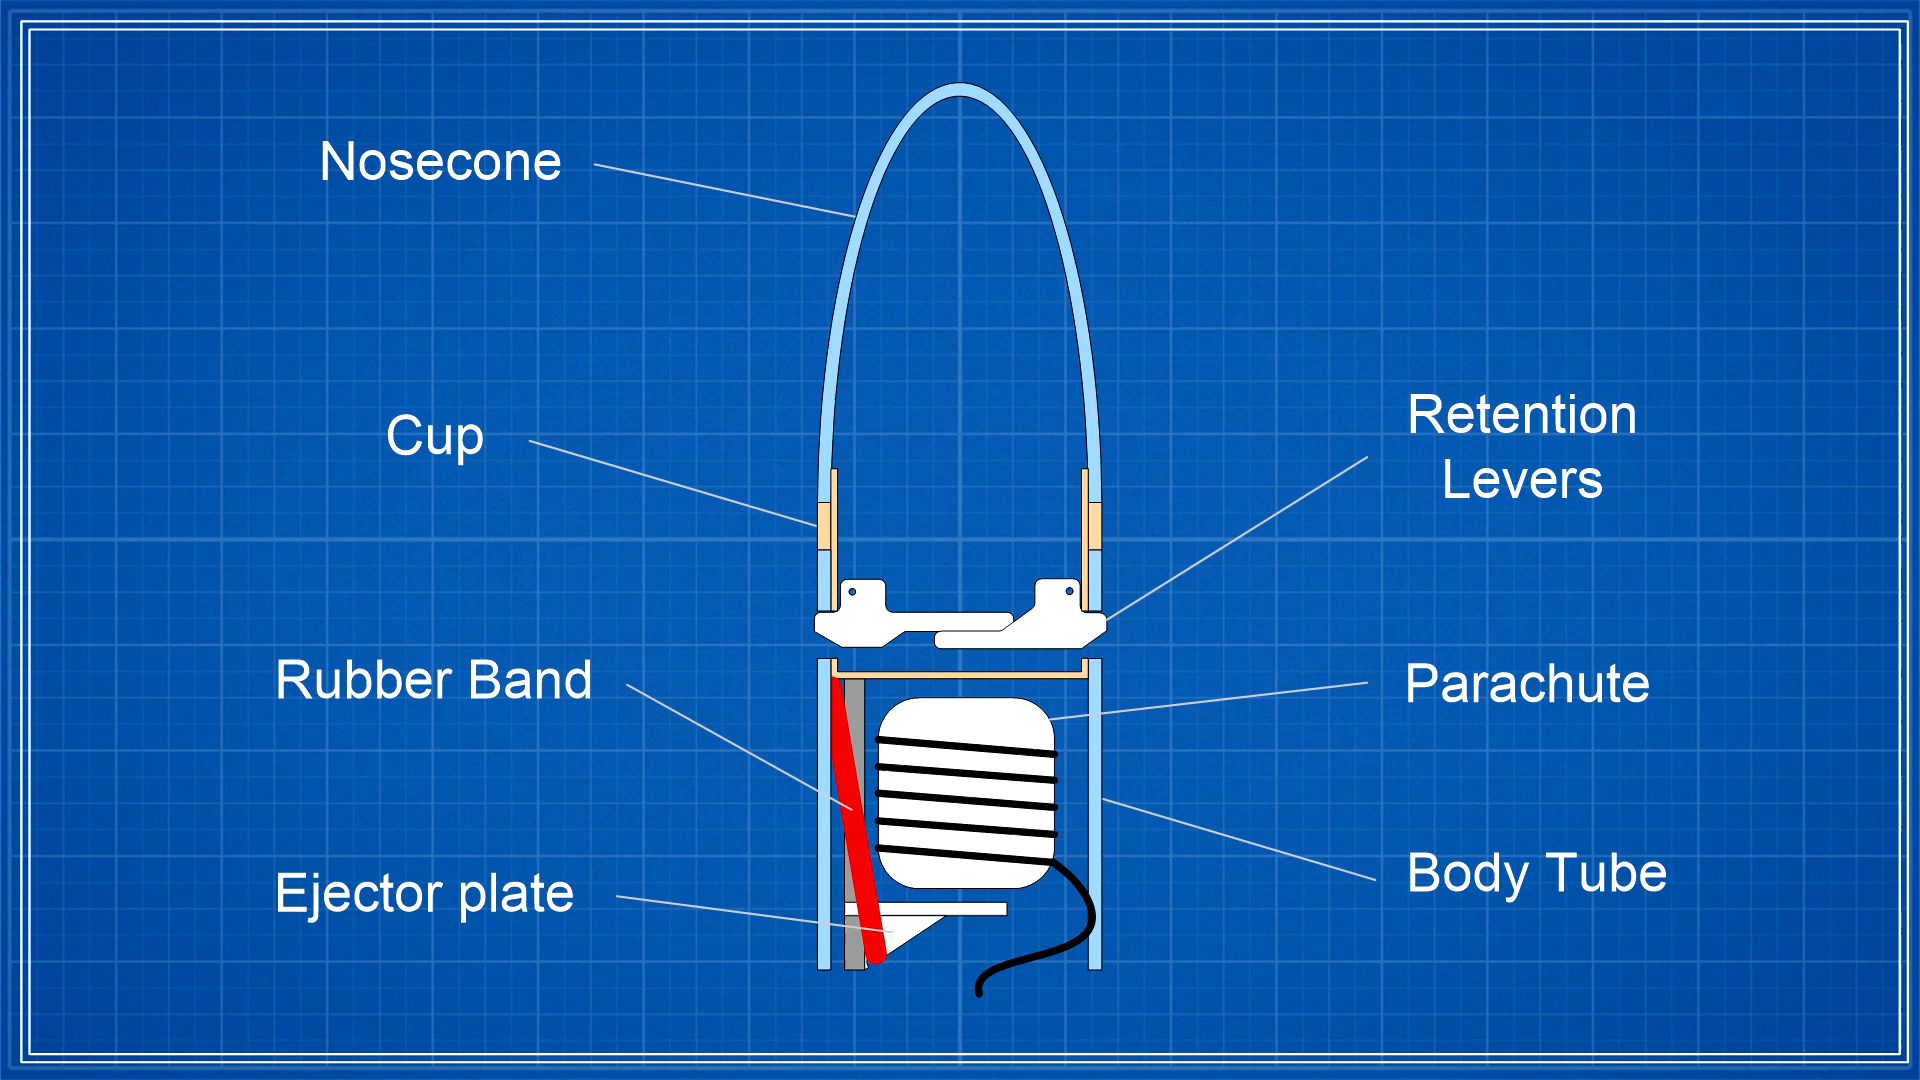 Nosecone
Cup
Retention
Levers
Rubber Band
Parachute
Ejector plate
Body Tube